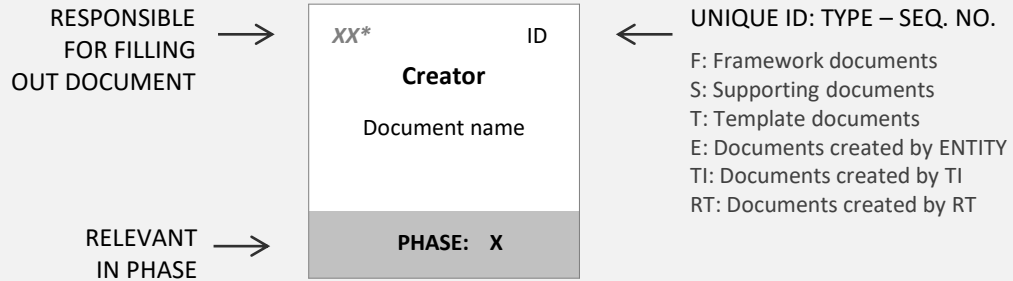 RESPONSIBLE
FOR FILLING
OUT DOCUMENT
XX*
ID
Creator
Document name
PHASE: X
RELEVANT
IN PHASE
UNIQUE ID: TYPE – SEQ. NO.
F: Framework documents
S: Supporting documents
T: Template documents
E: Documents created by ENTITY
TI: Documents created by TI
RT: Documents created by RT